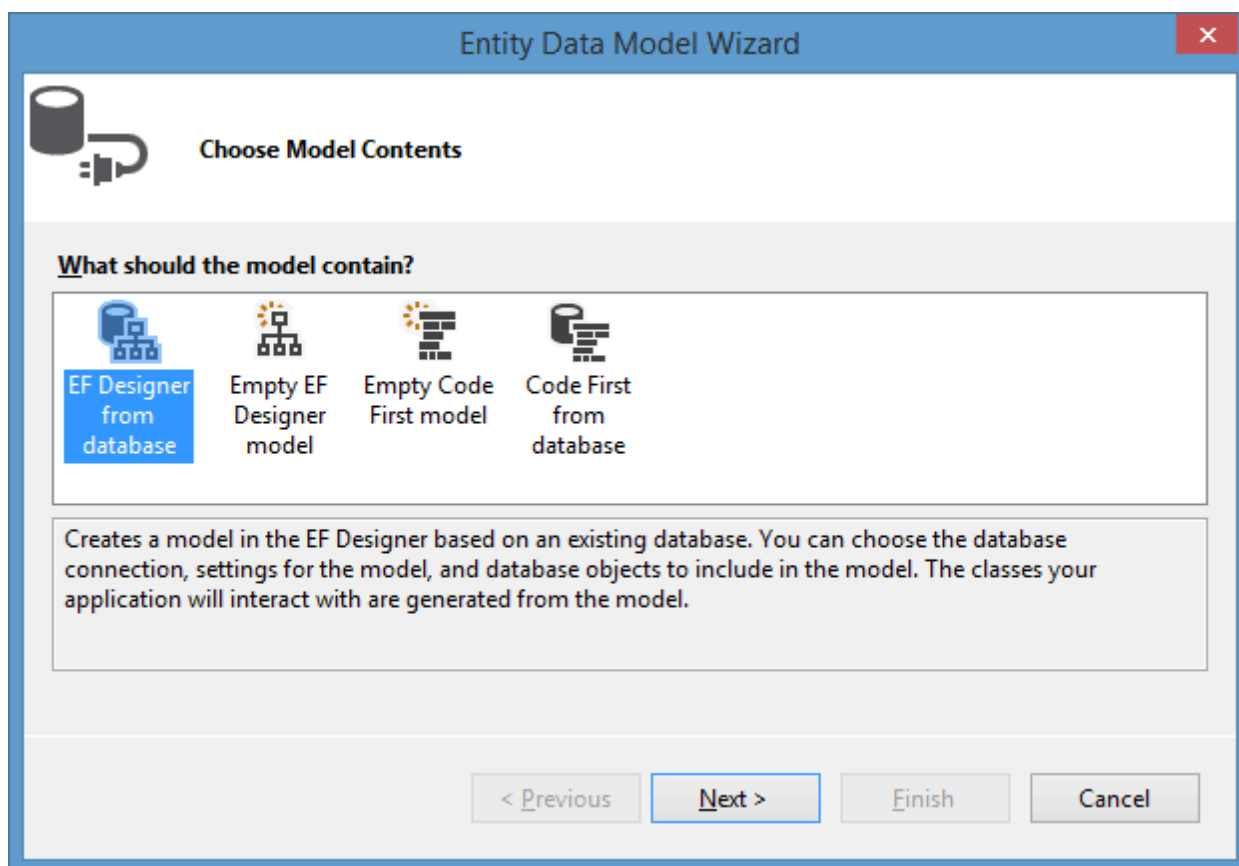 Entity Data Model Wizard
Choose Model Contents
What should the model contain?
EF Designer
from
database
Empty EF
Designer
model
Empty Code
First model
Code First
from
database
Creates a model in the EF Designer based on an existing database. You can choose the database
connection, settings for the model, and database objects to include in the model. The classes your
application will interact with are generated from the model.
< Previous
Next >
Finish
Cancel